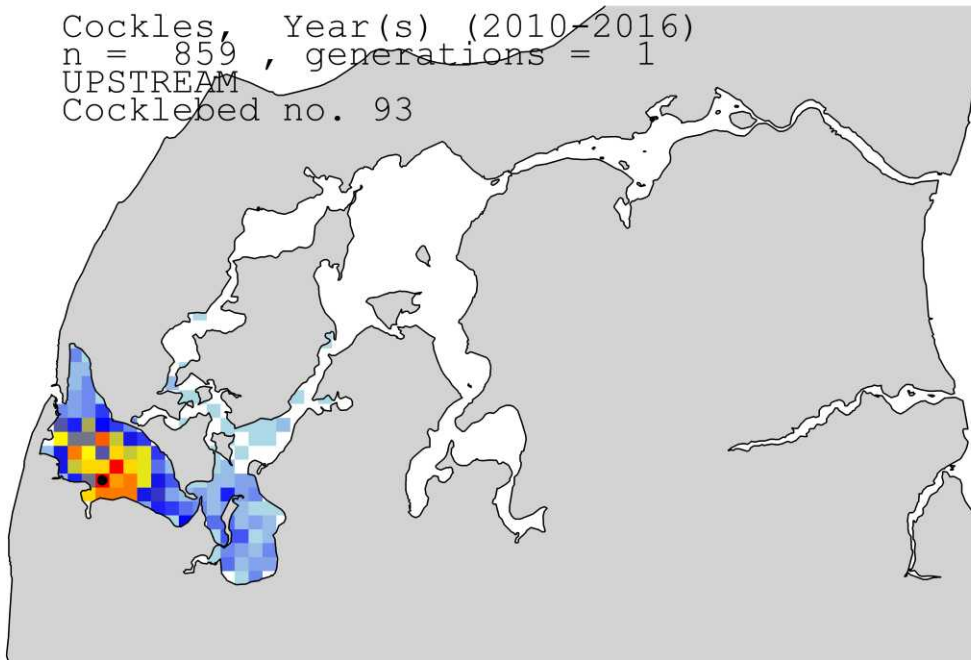 Cockles, Year(s) (2010-2016)
n = 859 , generations = 1
UPSTREAM
Cocklebed no. 93